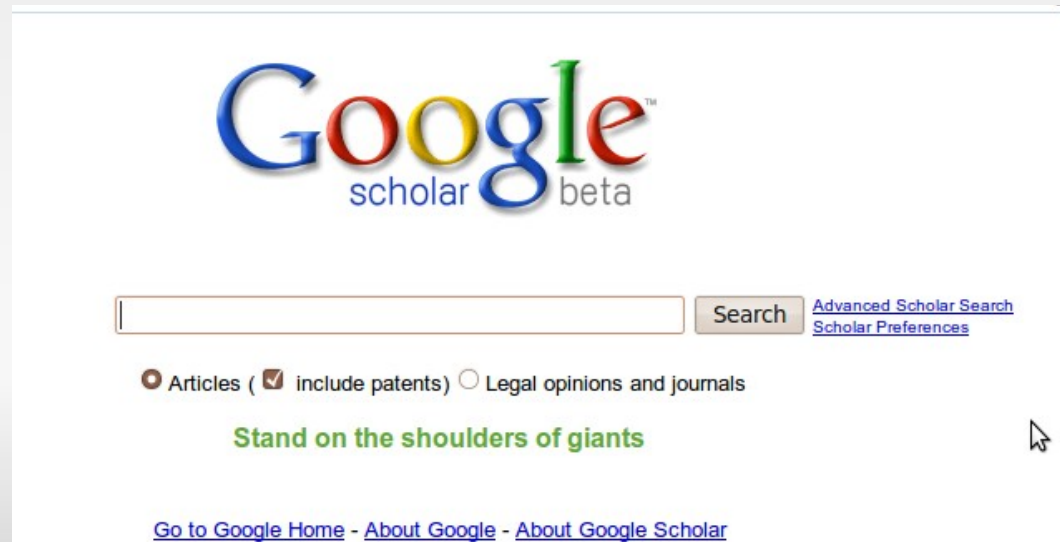 Google™
scholar beta
Search
Advanced Scholar Search
Scholar Preferences
Articles ( include patents) Legal opinions and journals
Stand on the shoulders of giants
Go to Google Home - About Google - About Google Scholar